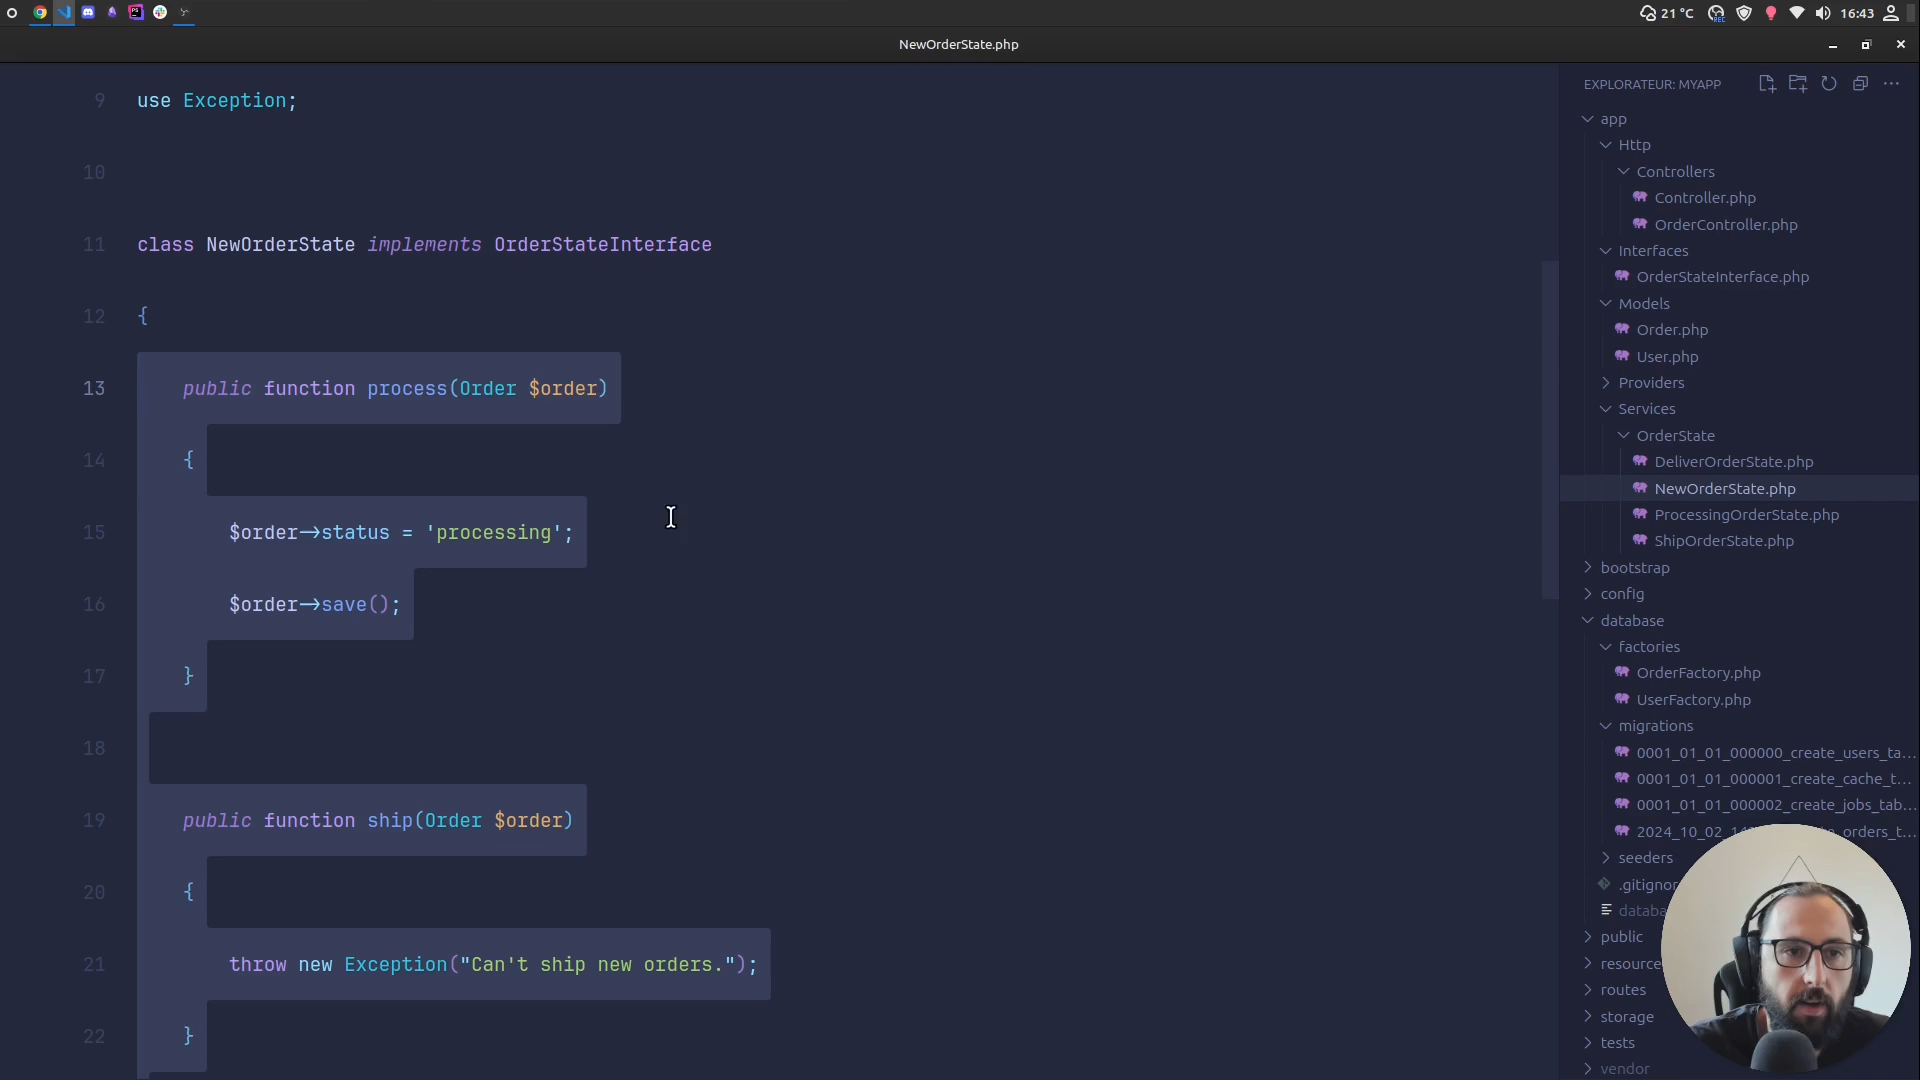 21 °C
REC
16:43
NewOrderState.php
9 use Exception;
10
11 class NewOrderState implements OrderStateInterface
12 {
13 public function process(Order $order)
14 {
15 $order->status = 'processing';
16 $order->save();
17 }
18
19 public function ship(Order $order)
20 {
21 throw new Exception("Can't ship new orders.");
22 }
EXPLORATEUR: MYAPP
app
Http
Controllers
Controller.php
OrderController.php
Interfaces
OrderStateInterface.php
Models
Order.php
User.php
Providers
Services
OrderState
DeliverOrderState.php
NewOrderState.php
ProcessingOrderState.php
ShipOrderState.php
bootstrap
config
database
factories
OrderFactory.php
UserFactory.php
migrations
0001_01_01_000000_create_users_ta...
0001_01_01_000001_create_cache_t...
0001_01_01_000002_create_jobs_tab...
2024_10_02_14 orders_t...
seeders
.gitignor
databa
public
resource
routes
storage
tests
vendor